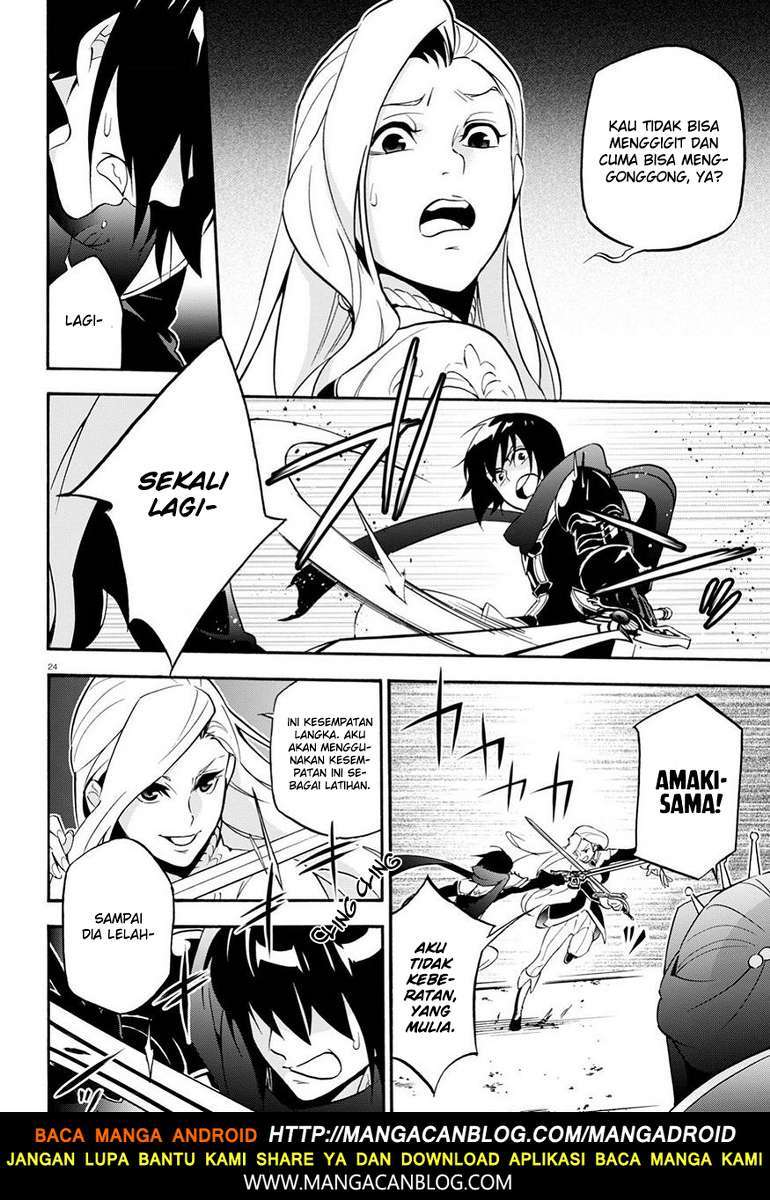 KAU TIDAK BISA
MENGGIGIT DAN
CUMA BISA MENG-
GONGGONG, YA?
LAGI-
SEKALI
LAGI-
24
AMAKI-
SAMA!
AKU
TIDAK
KEBE-
RATAN,
YANG
MULIA.
INI KESEMPATAN
LANGKA. AKU
AKAN MENGGU-
NAKAN KESEM-
PATAN INI SE-
BAGAI LATIHAN.
CLING CLING
SAMPAI
DIA LELAH-
BACA MANGA ANDROID HTTP://MANGACANBLOG.COM/MANGADROID
JANGAN LUPA BANTU KAMI SHARE YA DAN DOWNLOAD APLIKASI BACA MANGA KAMI
WWW.MANGACANBLOG.COM